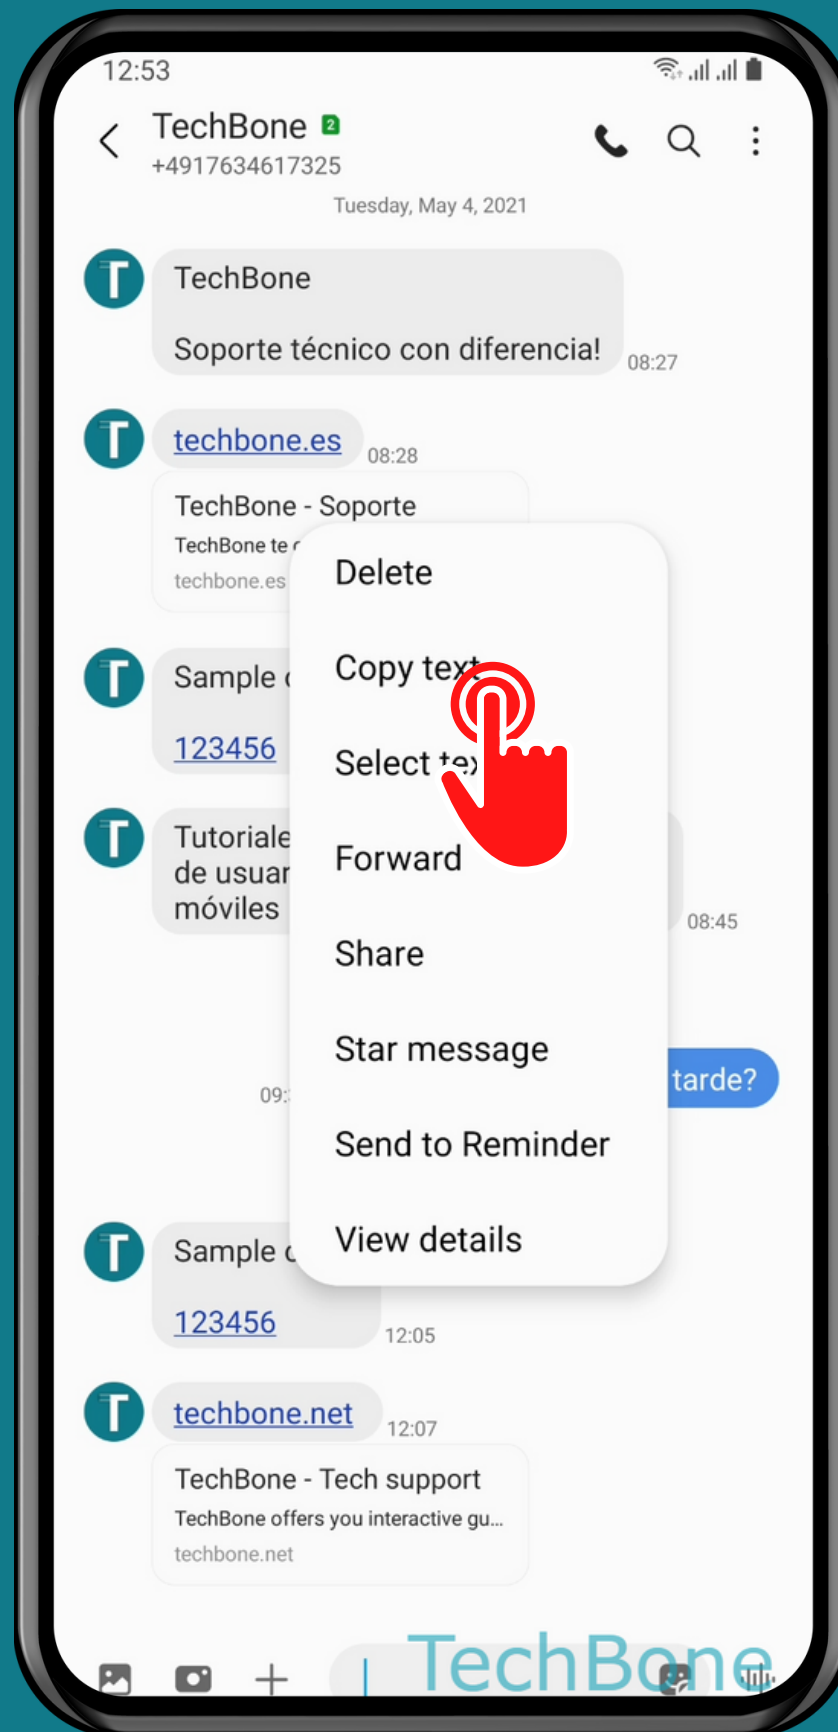 12:53
TechBone 2
+4917634617325
Tuesday, May 4, 2021
TechBone
Soporte técnico con diferencia!
08:27
techbone.es
08:28
TechBone - Soporte
TechBone te
techbone.es
Delete
Copy text
Select
Forward
Share
Star message
Send to Reminder
View details
Sample
123456
de usuar
móviles
08:45
09:
tarde?
Sample
123456
12:05
techbone.net
12:07
TechBone - Tech support
TechBone offers you interactive gu...
techbone.net
TechBone